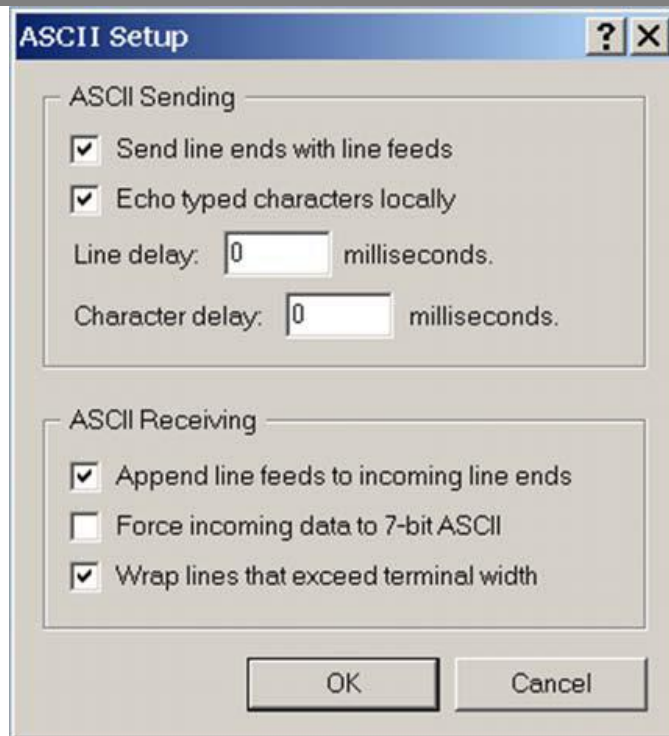 ASCII Setup
ASCII Sending
Send line ends with line feeds
Echo typed characters locally
Line delay: 0 milliseconds.
Character delay: 0 milliseconds.
ASCII Receiving
Append line feeds to incoming line ends
Force incoming data to 7-bit ASCII
Wrap lines that exceed terminal width
OK Cancel